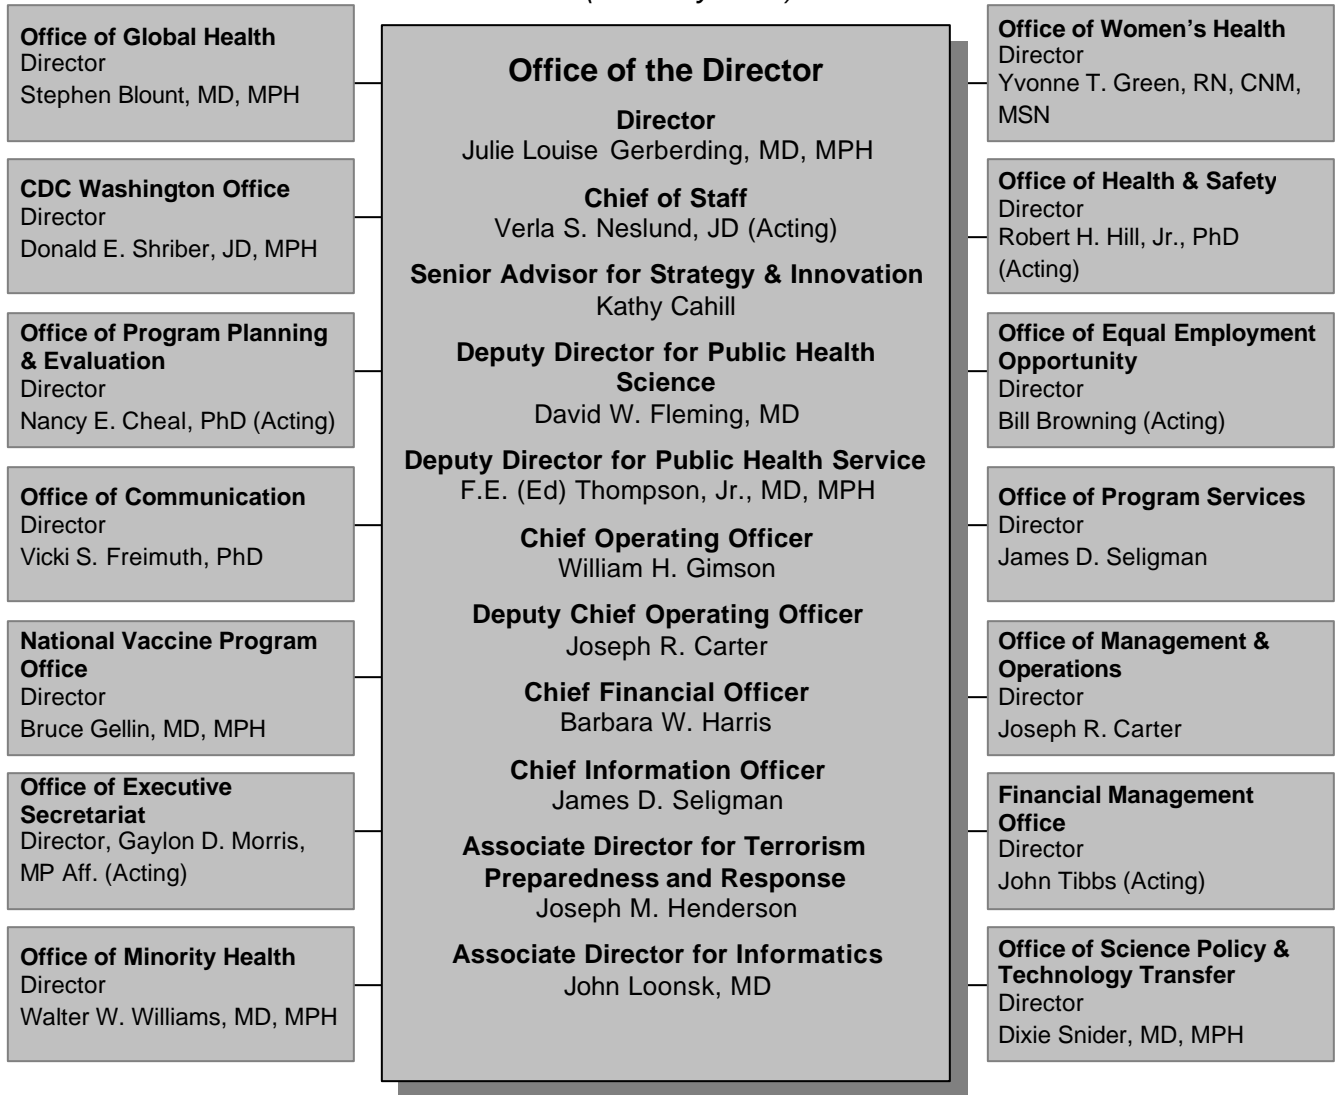 Office of Global Health
Director
Stephen Blount, MD, MPH
CDC Washington Office
Director
Donald E. Shriber, JD, MPH
Office of Program Planning
& Evaluation
Director
Nancy E. Cheal, PhD (Acting)
Office of Communication
Director
Vicki S. Freimuth, PhD
National Vaccine Program
Office
Director
Bruce Gellin, MD, MPH
Office of Executive
Secretariat
Director, Gaylon D. Morris,
MP Aff. (Acting)
Office of Minority Health
Director
Walter W. Williams, MD, MPH
Office of the Director
Director
Julie Louise Gerberding, MD, MPH
Chief of Staff
Verla S. Neslund, JD (Acting)
Senior Advisor for Strategy & Innovation
Kathy Cahill
Deputy Director for Public Health
Science
David W. Fleming, MD
Deputy Director for Public Health Service
F.E. (Ed) Thompson, Jr., MD, MPH
Chief Operating Officer
William H. Gimson
Deputy Chief Operating Officer
Joseph R. Carter
Chief Financial Officer
Barbara W. Harris
Chief Information Officer
James D. Seligman
Associate Director for Terrorism
Preparedness and Response
Joseph M. Henderson
Associate Director for Informatics
John Loonsk, MD
Office of Women’s Health
Director
Yvonne T. Green, RN, CNM,
MSN
Office of Health & Safety
Director
Robert H. Hill, Jr., PhD
(Acting)
Office of Equal Employment
Opportunity
Director
Bill Browning (Acting)
Office of Program Services
Director
James D. Seligman
Office of Management &
Operations
Director
Joseph R. Carter
Financial Management
Office
Director
John Tibbs (Acting)
Office of Science Policy &
Technology Transfer
Director
Dixie Snider, MD, MPH